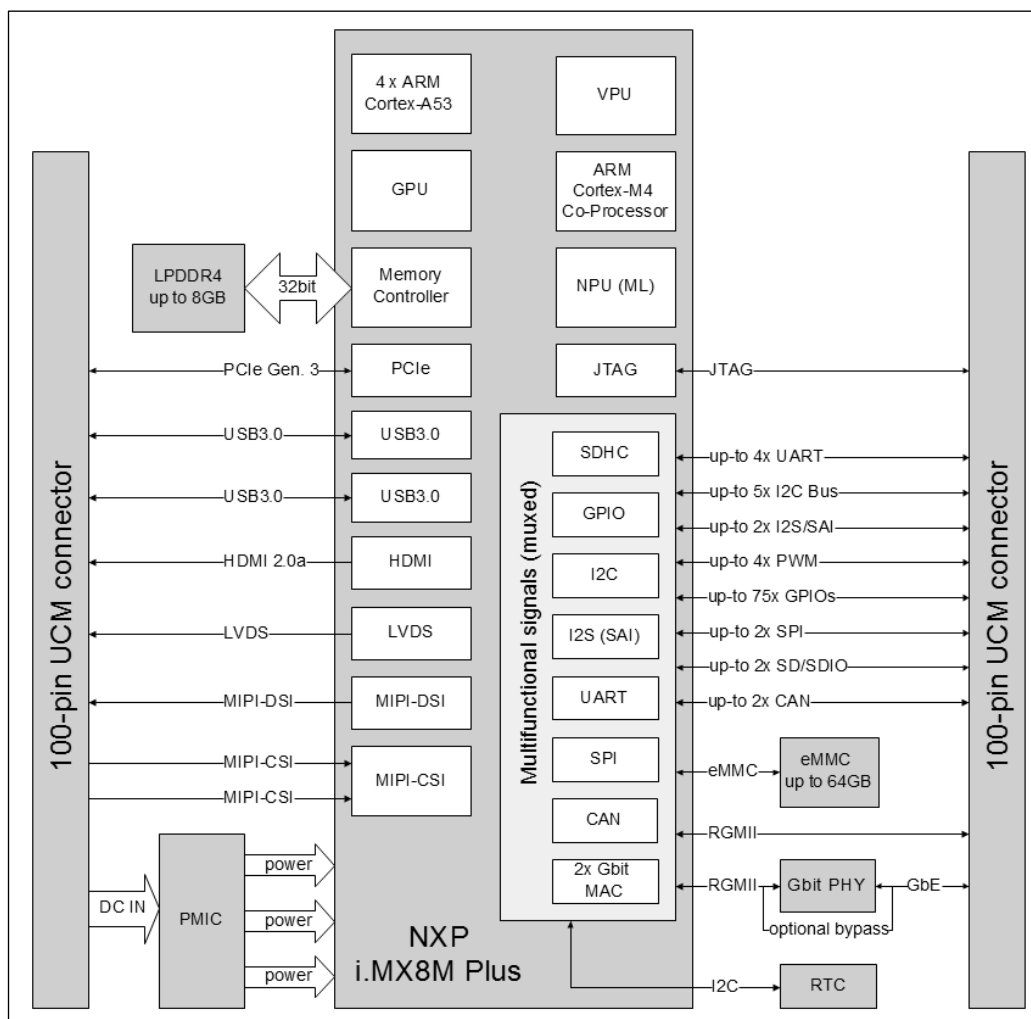 4 x ARM
Cortex-A53
VPU
GPU
ARM
Cortex-M4
Co-Processor
LPDDR4
up to 8GB
32bit
Memory
Controller
NPU (ML)
PCIe Gen. 3
PCIe
JTAG
JTAG
USB3.0
USB3.0
USB3.0
USB3.0
HDMI 2.0a
HDMI
LVDS
LVDS
MIPI-DSI
MIPI-DSI
MIPI-CSI
MIPI-CSI
MIPI-CSI
100-pin UCM connector
DC IN
PMIC
power
power
power
NXP
i.MX8M Plus
Multifunctional signals (muxed)
SDHC
GPIO
I2C
I2S (SAI)
UART
SPI
CAN
2x Gbit
MAC
up-to 4x UART
up-to 5x I2C Bus
up-to 2x I2S/SAI
up-to 4x PWM
up-to 75x GPIOs
up-to 2x SPI
up-to 2x SD/SDIO
up-to 2x CAN
eMMC
eMMC
up to 64GB
RGMII
RGMII
Gbit PHY
GbE
optional bypass
I2C
RTC
100-pin UCM connector